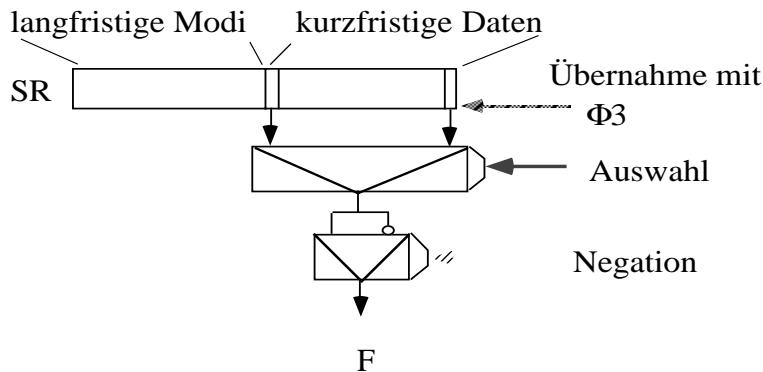 langfristige Modi kurzfristige Daten
SR
Übernahme mit
Φ3
Auswahl
Negation
F